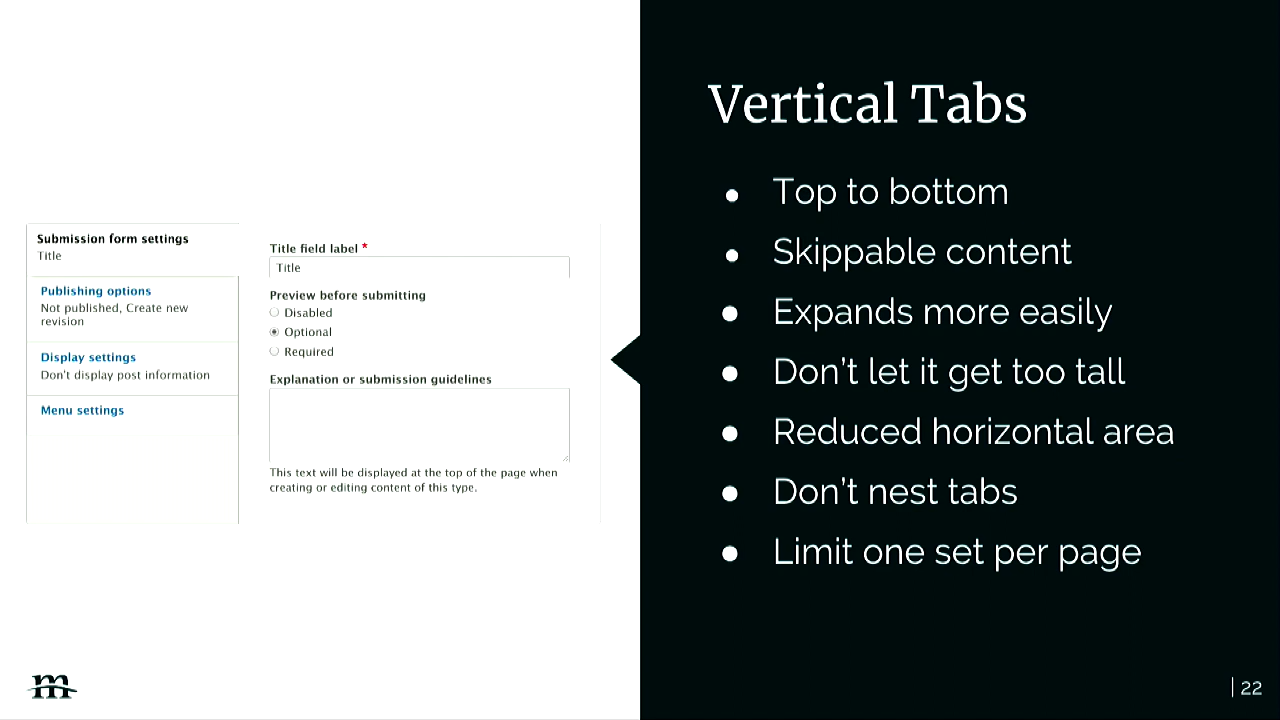 Submission form settings
Title
Publishing options
Not published, Create new
revision
Display settings
Don't display post information
Menu settings
Title field label *
Title
Preview before submitting
Disabled
Optional
Required
Explanation or submission guidelines
This text will be displayed at the top of the page when
creating or editing content of this type.
m
Vertical Tabs
● Top to bottom
● Skippable content
● Expands more easily
● Don’t let it get too tall
● Reduced horizontal area
● Don’t nest tabs
● Limit one set per page
| 22